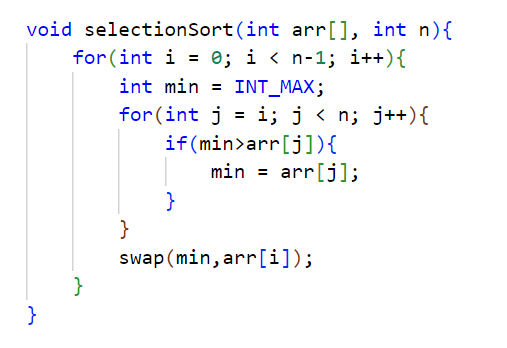 void selectionSort(int arr[], int n){
    for(int i = 0; i < n-1; i++){
        int min = INT_MAX;
        for(int j = i; j < n; j++){
            if(min>arr[j]){
                min = arr[j];
            }
        }
        swap(min,arr[i]);
    }
}